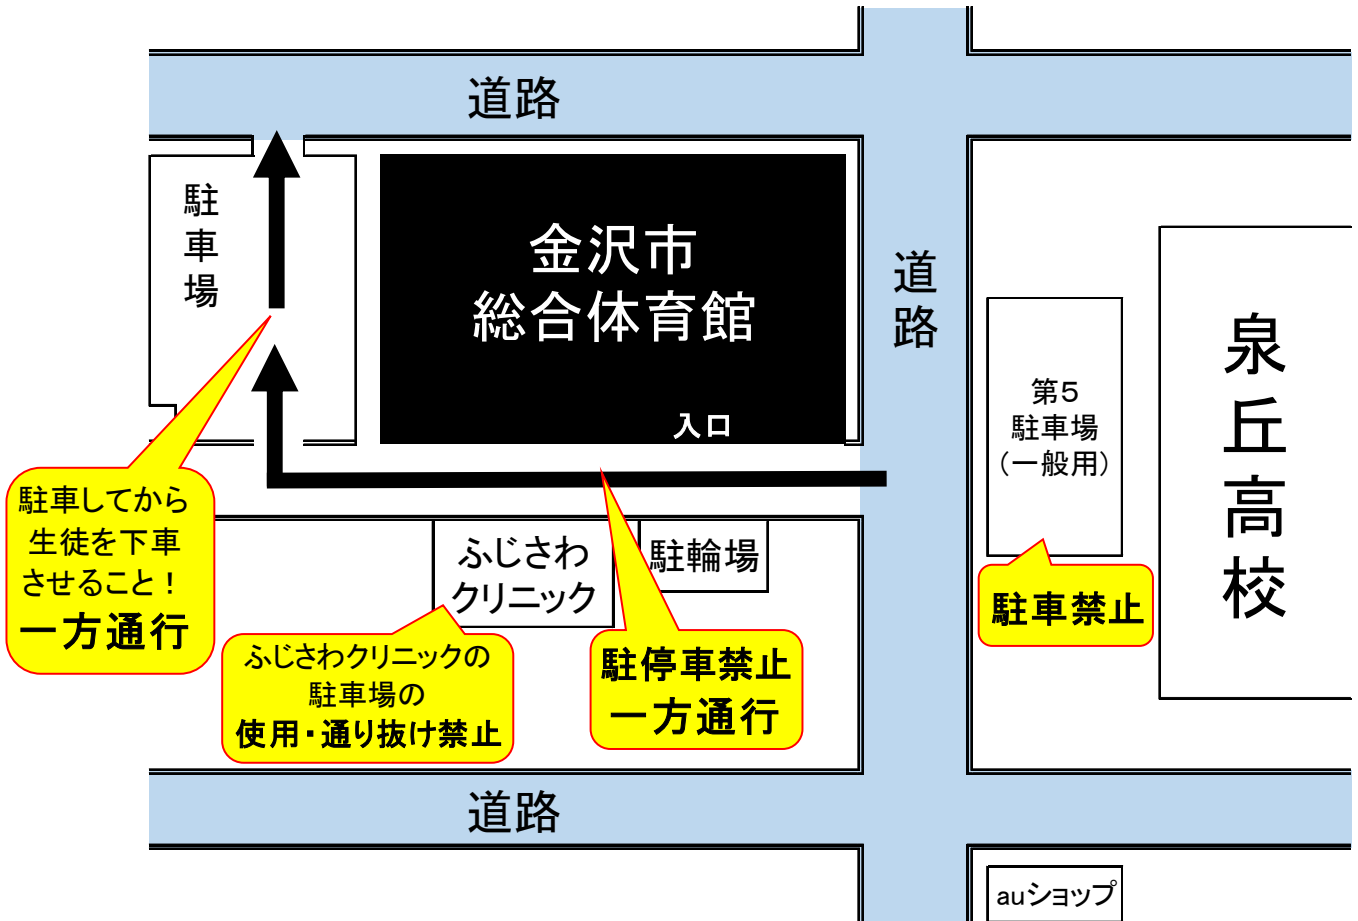 道路
駐車場
金沢市
総合体育館
入口
道路
第5
駐車場
(一般用)
泉丘高校
駐車してから
生徒を下車
させること！
一方通行
ふじさわ
クリニック
駐輪場
駐車禁止
ふじさわクリニックの
駐車場の
使用・通り抜け禁止
駐停車禁止
一方通行
道路
auショップ